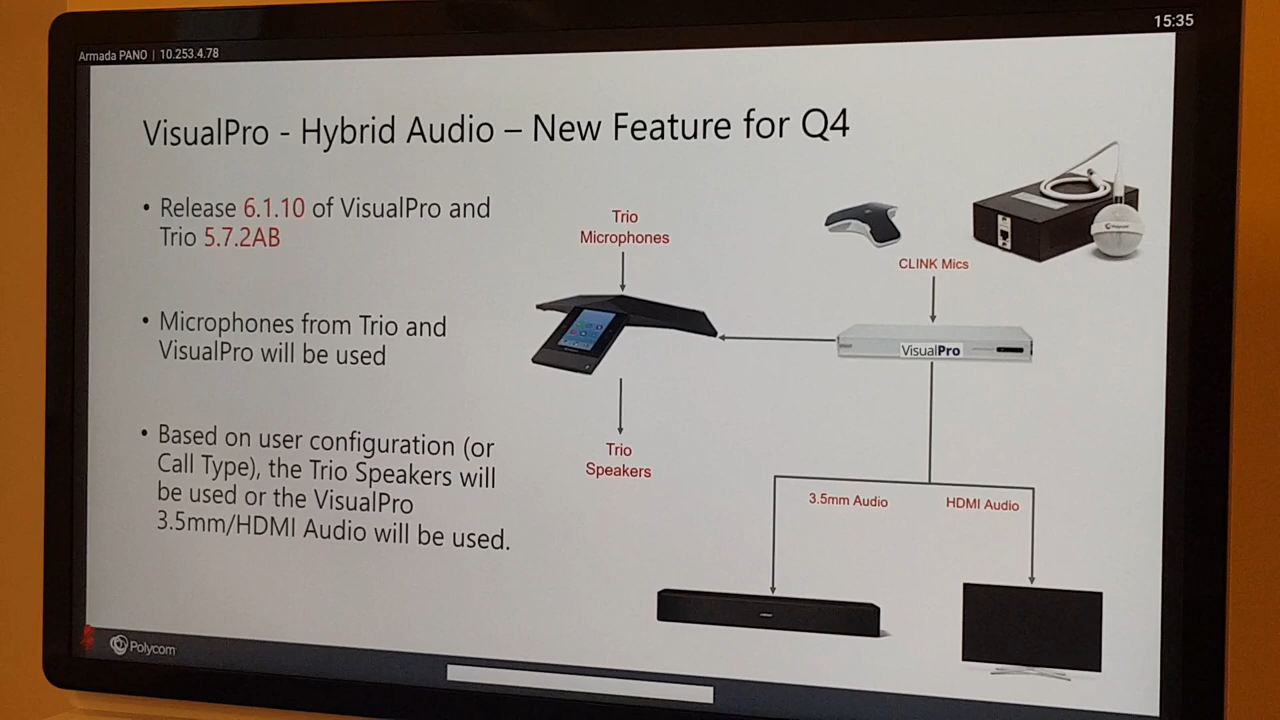 15:35
Armada PANO | 10.253.4.78
VisualPro - Hybrid Audio – New Feature for Q4
• Release 6.1.10 of VisualPro and
Trio 5.7.2AB
• Microphones from Trio and
VisualPro will be used
• Based on user configuration (or
Call Type), the Trio Speakers will
be used or the VisualPro
3.5mm/HDMI Audio will be used.
Trio
Microphones
Trio
Speakers
Polycom
CLINK Mics
VisualPro
3.5mm Audio
HDMI Audio
Polycom